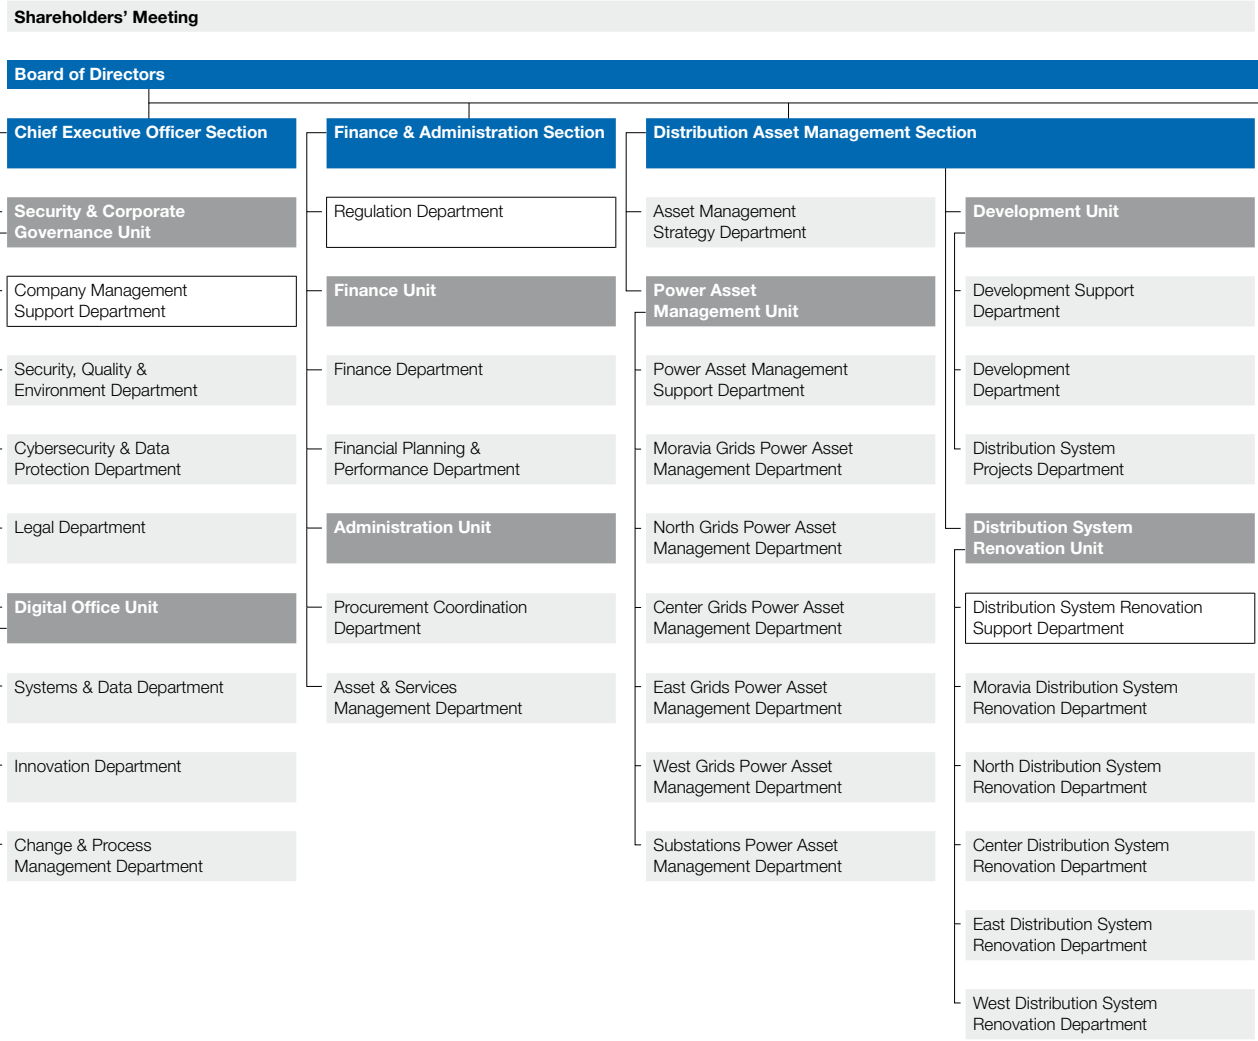 Shareholders’ Meeting
Board of Directors
Chief Executive Officer Section
Security & Corporate
Governance Unit
Company Management
Support Department
Security, Quality &
Environment Department
Cybersecurity & Data
Protection Department
Legal Department
Digital Office Unit
Systems & Data Department
Innovation Department
Change & Process
Management Department
Finance & Administration Section
Regulation Department
Finance Unit
Finance Department
Financial Planning &
Performance Department
Administration Unit
Procurement Coordination
Department
Asset & Services
Management Department
Distribution Asset Management Section
Asset Management
Strategy Department
Power Asset
Management Unit
Power Asset Management
Support Department
Moravia Grids Power Asset
Management Department
North Grids Power Asset
Management Department
Center Grids Power Asset
Management Department
East Grids Power Asset
Management Department
West Grids Power Asset
Management Department
Substations Power Asset
Management Department
Development Unit
Development Support
Department
Development
Department
Distribution System
Projects Department
Distribution System
Renovation Unit
Distribution System Renovation
Support Department
Moravia Distribution System
Renovation Department
North Distribution System
Renovation Department
Center Distribution System
Renovation Department
East Distribution System
Renovation Department
West Distribution System
Renovation Department